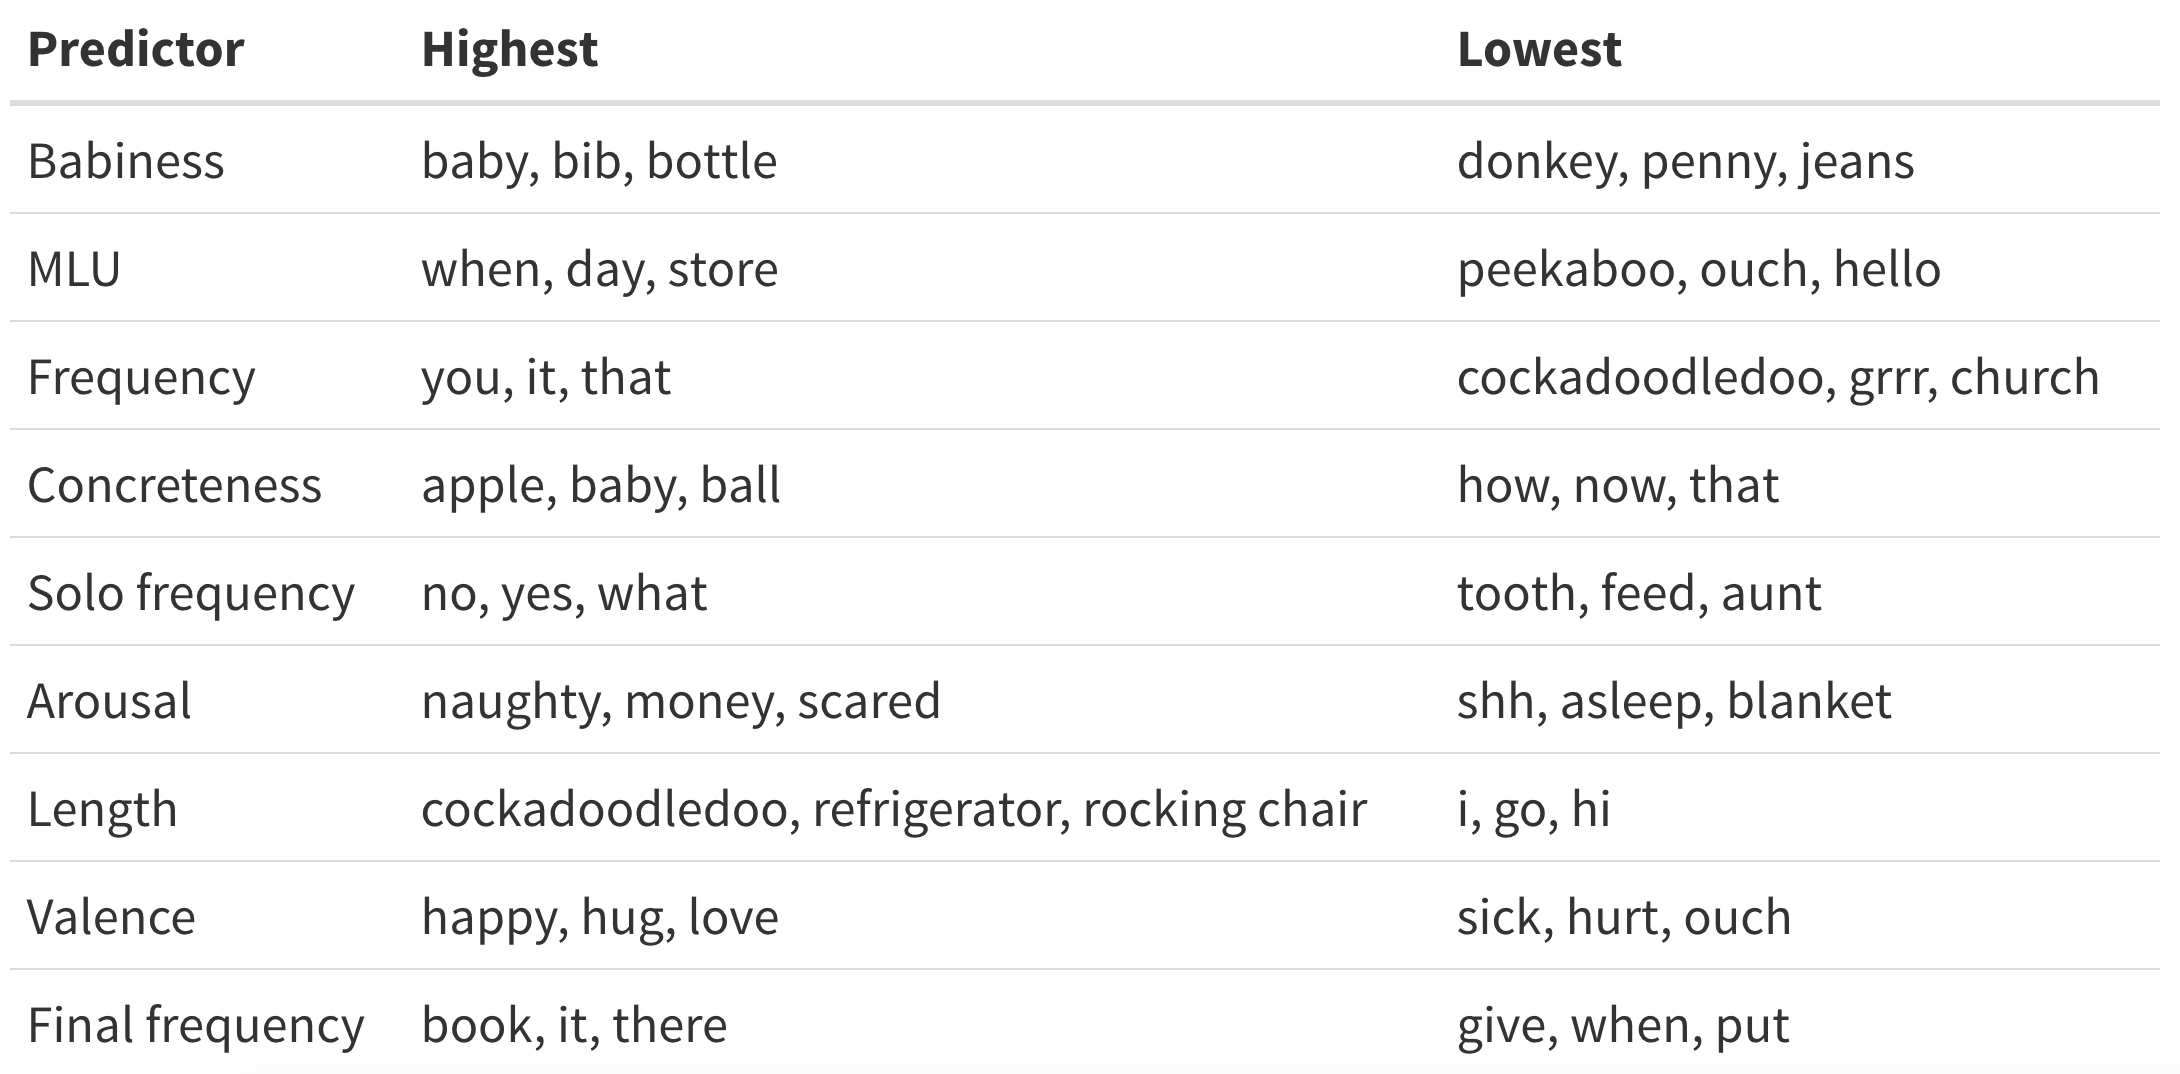 Predictor Highest Lowest
Babiness baby, bib, bottle donkey, penny, jeans
MLU when, day, store peekaboo, ouch, hello
Frequency you, it, that cockadoodledoo, grrr, church
Concreteness apple, baby, ball how, now, that
Solo frequency no, yes, what tooth, feed, aunt
Arousal naughty, money, scared shh, asleep, blanket
Length cockadoodledoo, refrigerator, rocking chair i, go, hi
Valence happy, hug, love sick, hurt, ouch
Final frequency book, it, there give, when, put